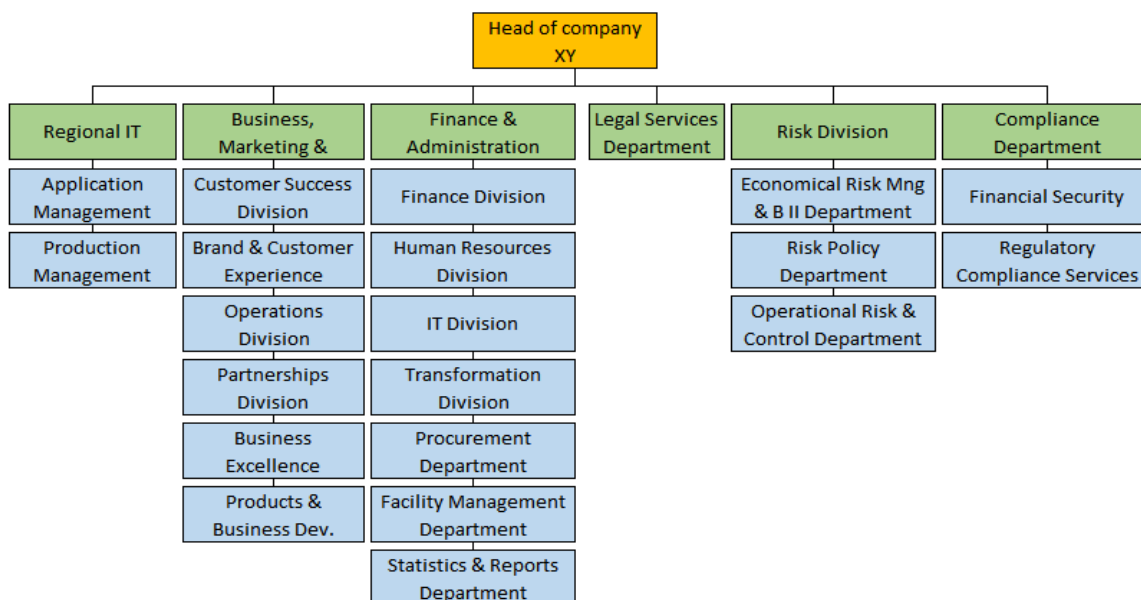 Head of company
XY
Regional IT
Business,
Marketing &
Finance &
Administration
Legal Services
Department
Risk Division
Compliance
Department
Application
Management
Production
Management
Customer Success
Division
Brand & Customer
Experience
Operations
Division
Partnerships
Division
Business
Excellence
Products &
Business Dev.
Finance Division
Human Resources
Division
IT Division
Transformation
Division
Procurement
Department
Facility Management
Department
Statistics & Reports
Department
Economical Risk Mng
& B II Department
Risk Policy
Department
Operational Risk &
Control Department
Financial Security
Regulatory
Compliance Services